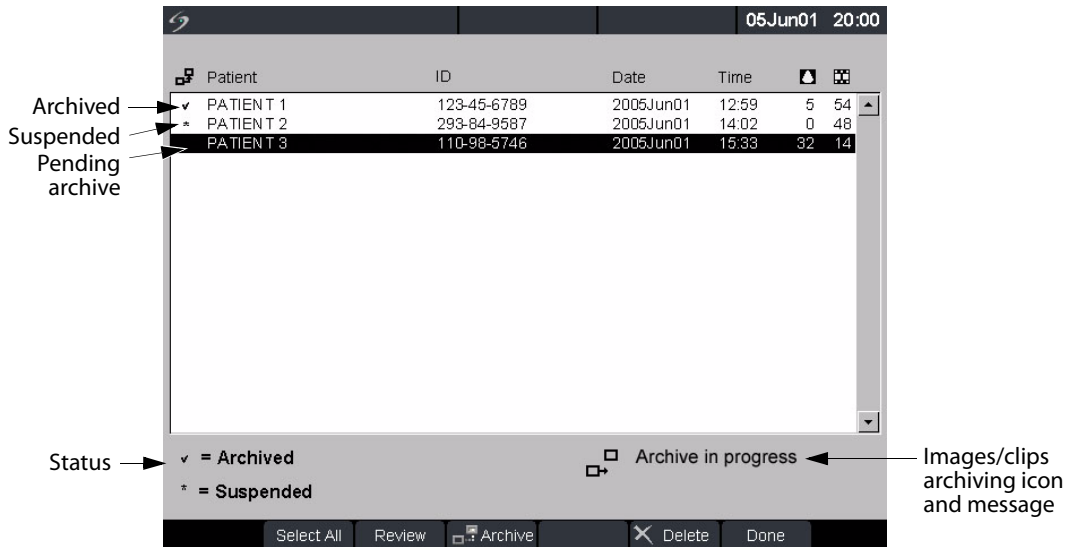 05Jun01 20:00
Patient ID Date Time
Archived
✓ PATIENT 1 123-45-6789 2005Jun01 12:59 5 54
Suspended
* PATIENT 2 293-84-9587 2005Jun01 14:02 0 48
Pending
archive
PATIENT 3 110-98-5746 2005Jun01 15:33 32 14
Status
✓ = Archived
* = Suspended
Archive in progress
Images/clips
archiving icon
and message
Select All Review Archive Delete Done